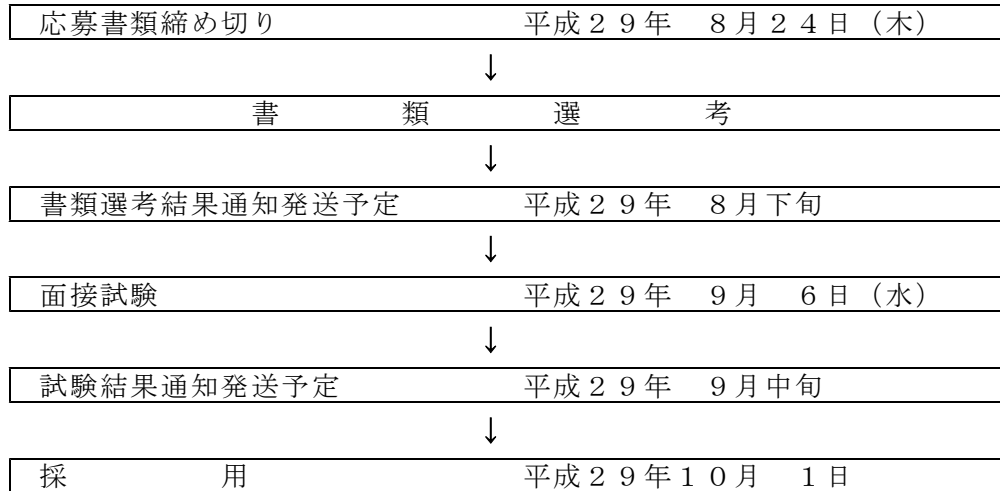 応募書類締め切り　平成２９年　８月２４日（木）
↓
書類選考
↓
書類選考結果通知発送予定　平成２９年　８月下旬
↓
面接試験　平成２９年　９月　６日（水）
↓
試験結果通知発送予定　平成２９年　９月中旬
↓
採用　平成２９年１０月　１日